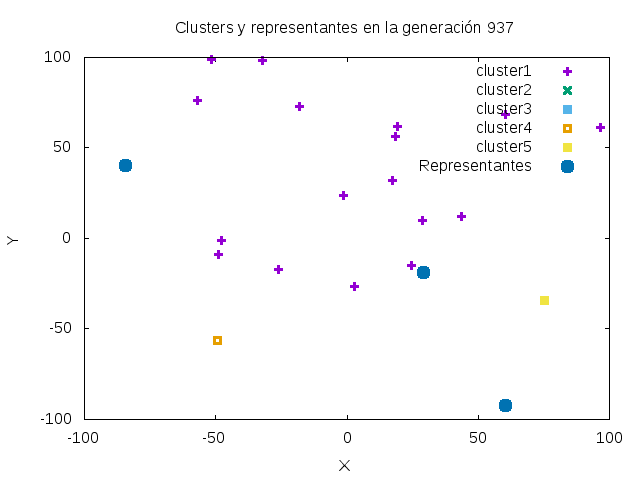 Clusters y representantes en la generación 937
100
50
0
-50
-100
-100
-50
0
50
100
X
Y
cluster1
cluster2
cluster3
cluster4
cluster5
Representantes